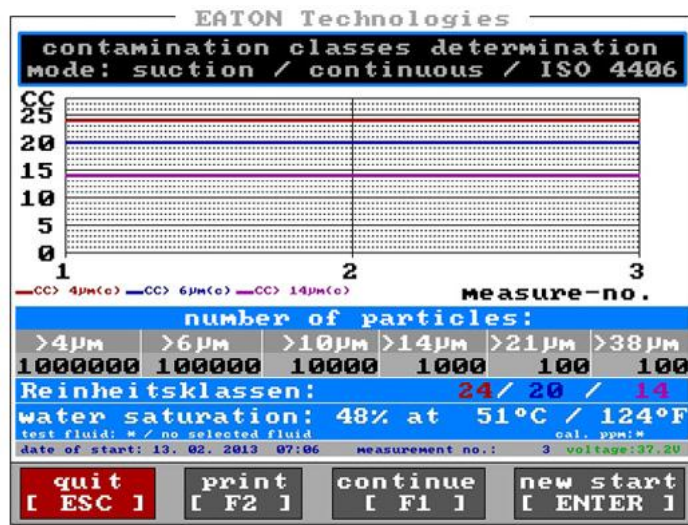 EATON Technologies
contamination classes determination
mode: suction / continuous / ISO 4406
CC
25
20
15
10
5
0
1 2 3
CC> 4µm(c) CC> 6µm(c) CC> 14µm(c) measure-no.
number of particles:
>4µm >6µm >10µm >14µm >21µm >38µm
1000000 100000 10000 1000 100 100
Reinheitsklassen: 24/ 20 / 14
water saturation: 48% at 51°C / 124°F
test fluid: * / no selected fluid cal. ppm:*
date of start: 13. 02. 2013 07:06 measurement no.: 3 voltage:37.2V
quit print continue new start
[ ESC ] [ F2 ] [ F1 ] [ ENTER ]